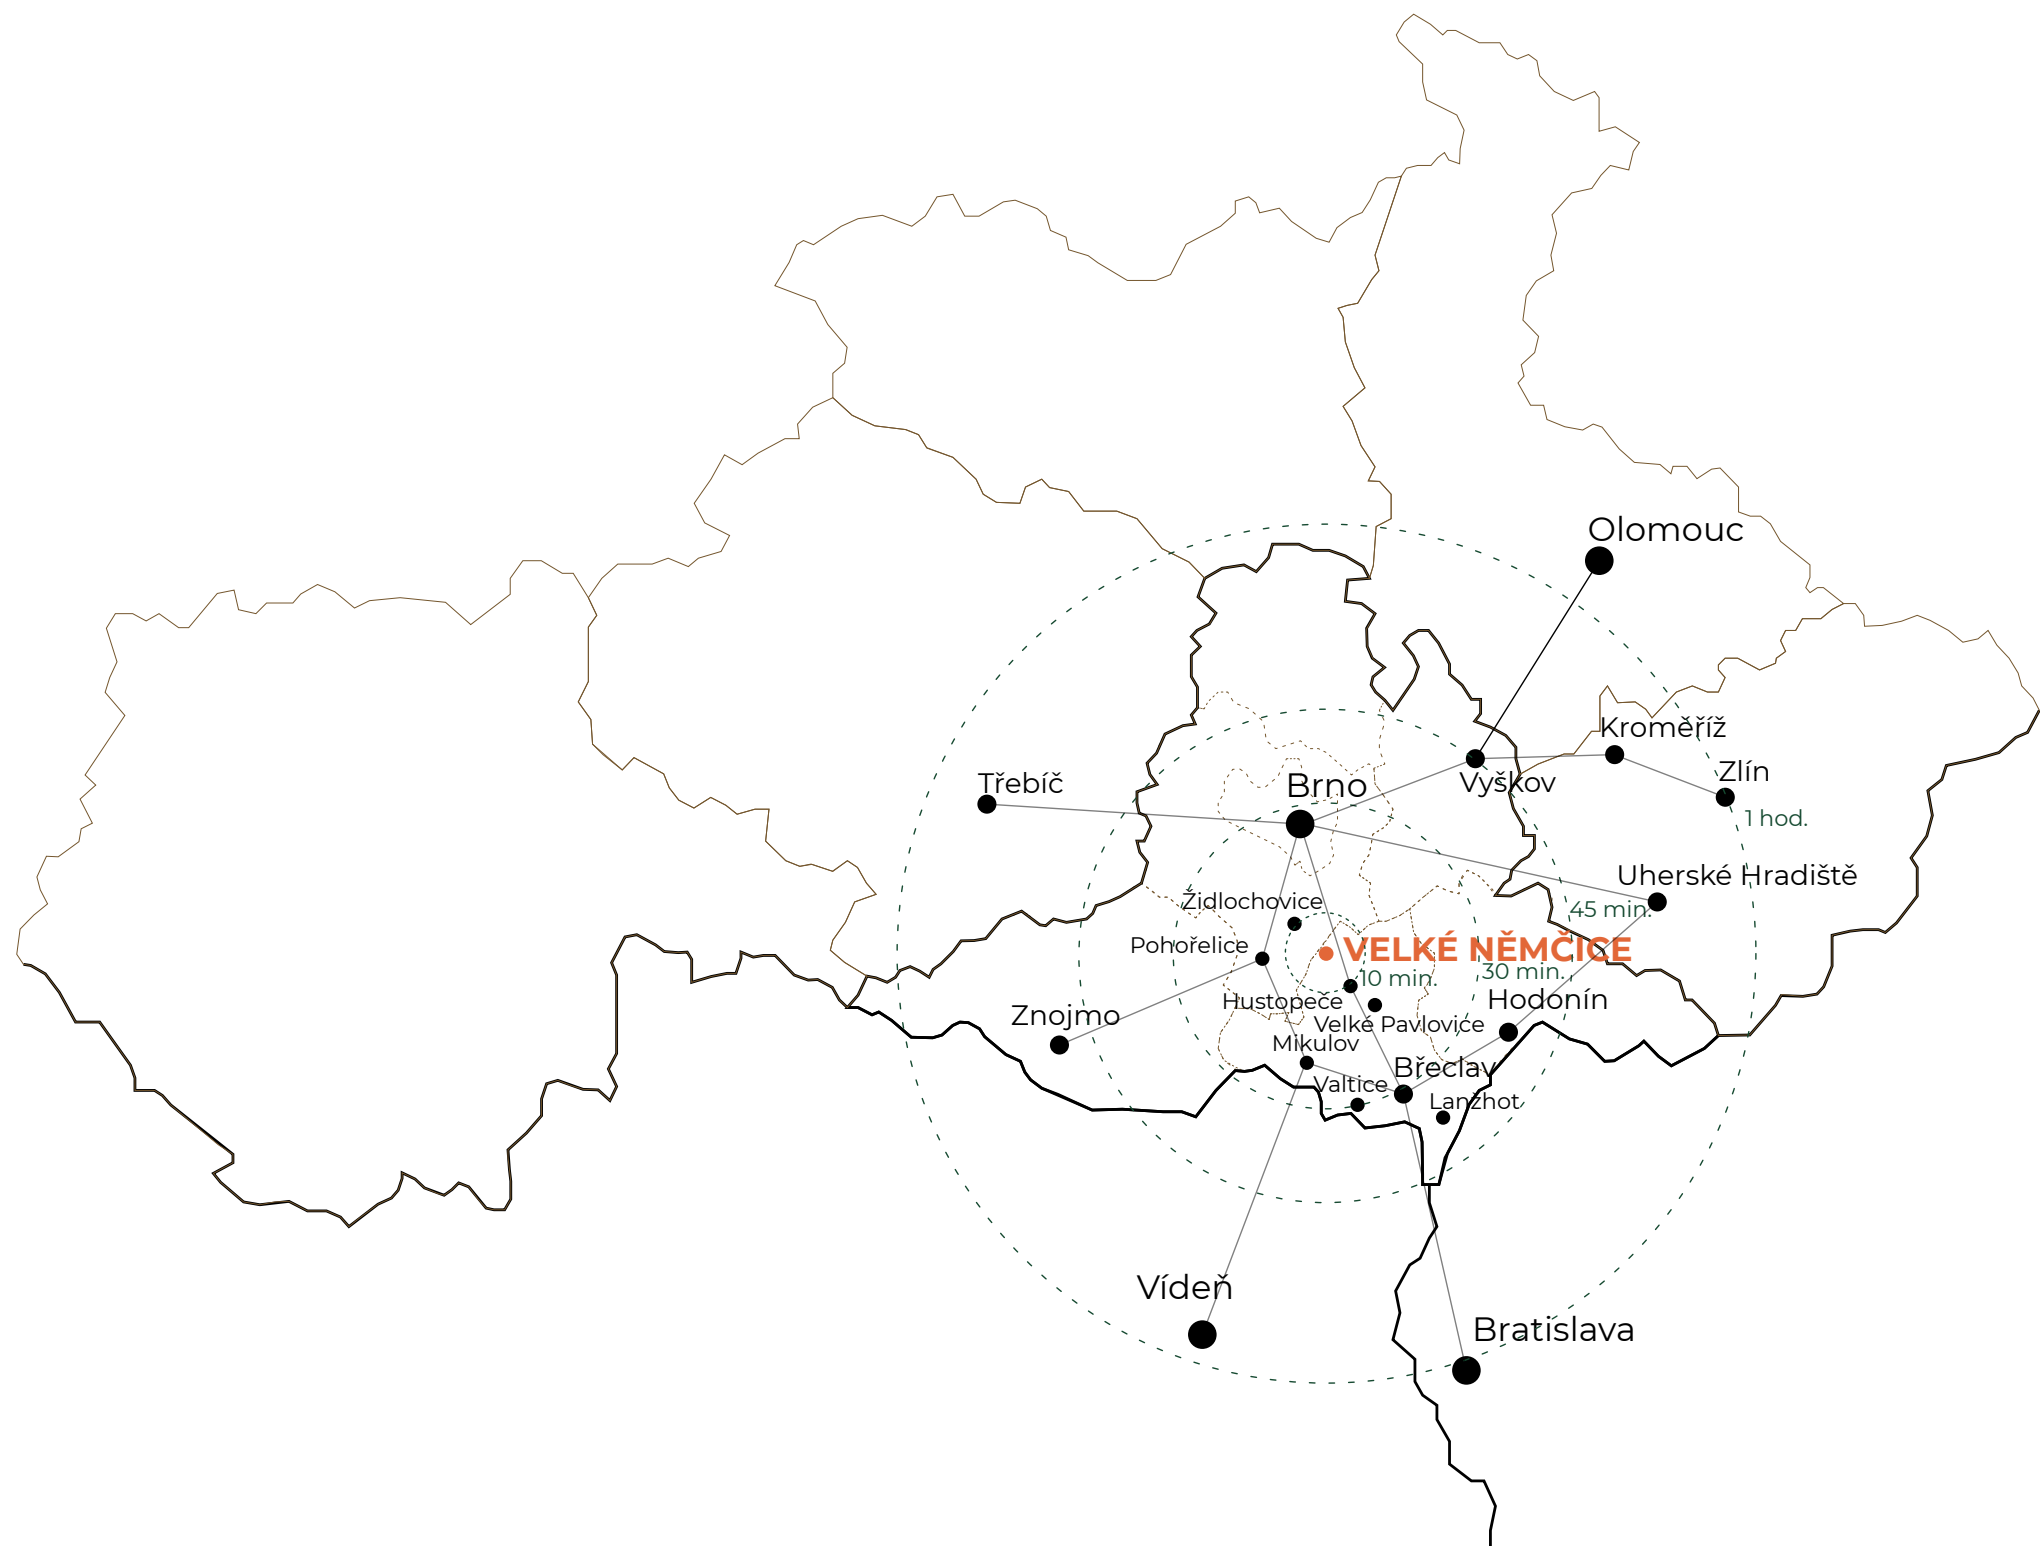 Olomouc
Kroměříž
Zlín
Vyškov
Třebíč
Brno
1 hod.
Uherské Hradiště
Židlochovice
45 min.
Pohořelice
VELKÉ NĚMČICE
10 min.
30 min.
Hustopeče
Hodonín
Znojmo
Velké Pavlovice
Mikulov
Břeclav
Valtice
Lanžhot
Vídeň
Bratislava